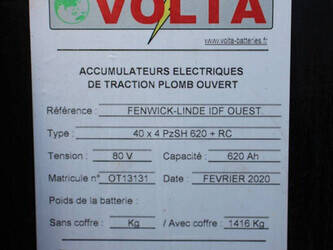 VOLTA
www.volta-batteries.fr
ACCUMULATEURS ELECTRIQUES
DE TRACTION PLOMB OUVERT
Référence : FENWICK-LINDE IDF OUEST
Type : 40 x 4 PzSH 620 + RC
Tension : 80 V Capacité : 620 Ah
Matricule n° OT13131 Date : FEVRIER 2020
Poids de la batterie :
Sans coffre : Kg / Avec coffre : 1416 Kg